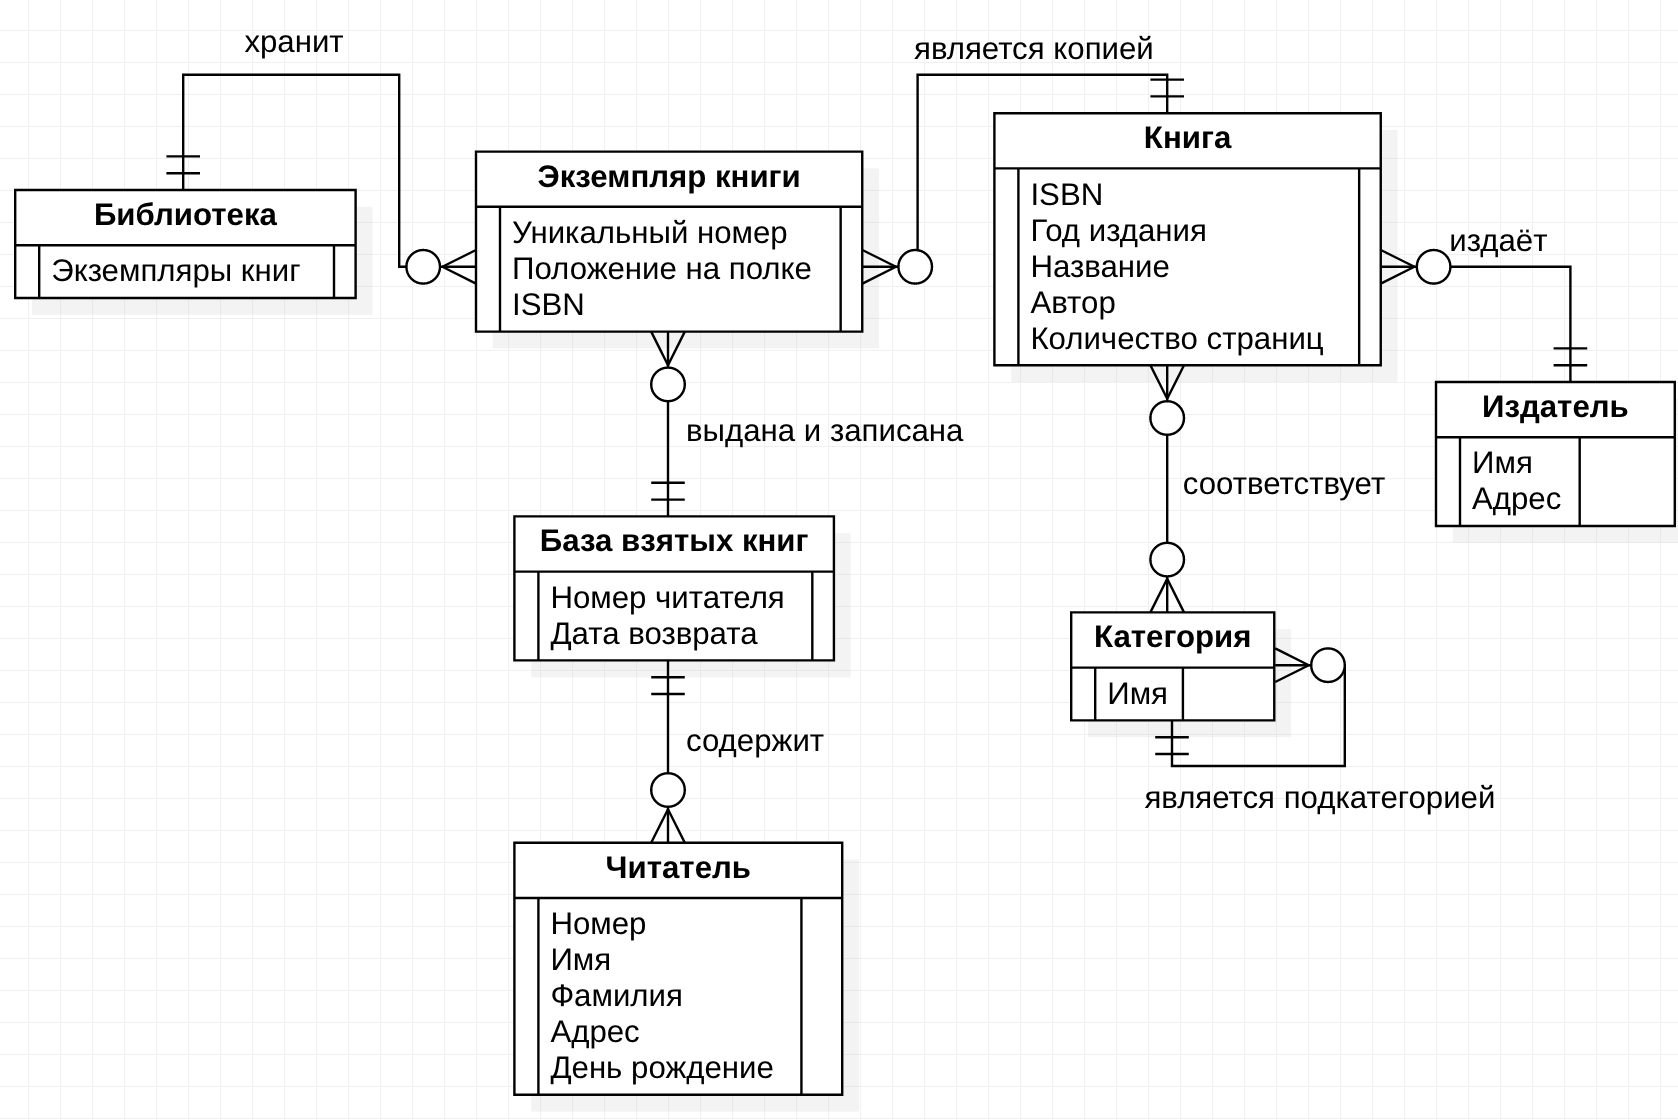 хранит
является копией
Библиотека
Экземпляры книг
Экземпляр книги
Уникальный номер
Положение на полке
ISBN
Книга
ISBN
Год издания
Название
Автор
Количество страниц
издаёт
Издатель
Имя
Адрес
выдана и записана
соответствует
База взятых книг
Номер читателя
Дата возврата
Категория
Имя
является подкатегорией
содержит
Читатель
Номер
Имя
Фамилия
Адрес
День рождение